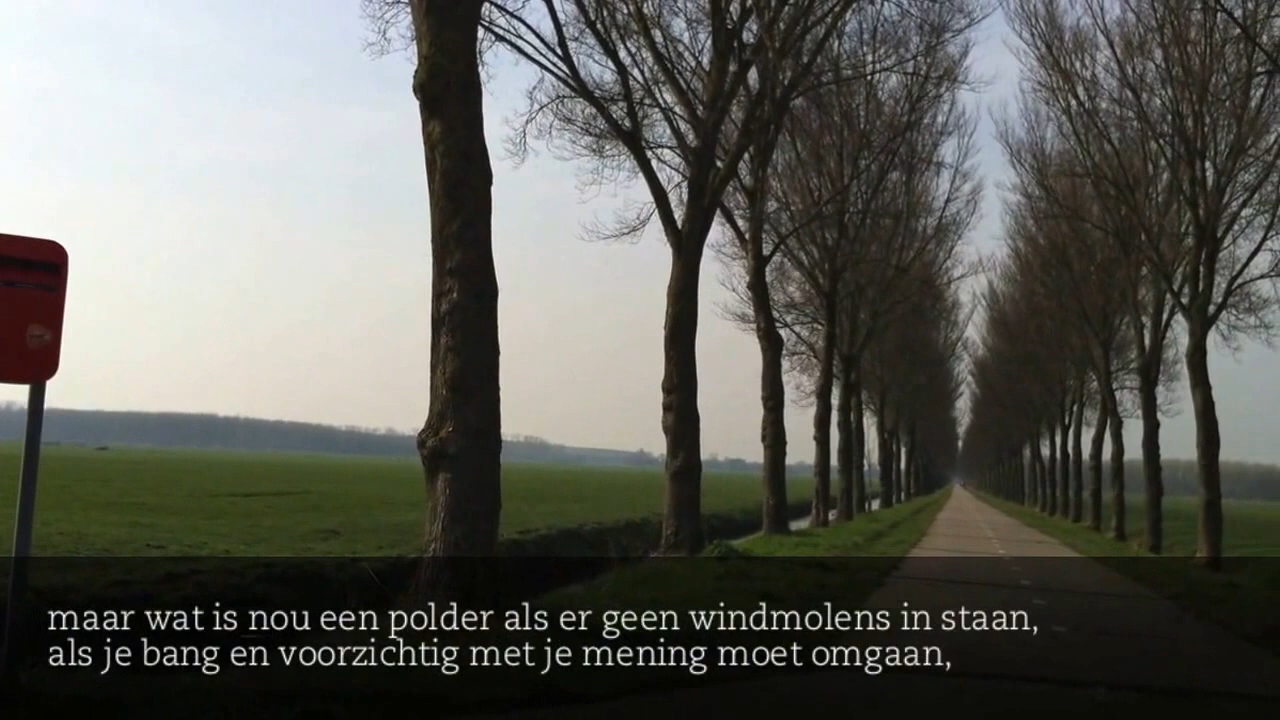 maar wat is nou een polder als er geen windmolens in staan,
als je bang en voorzichtig met je mening moet omgaan,